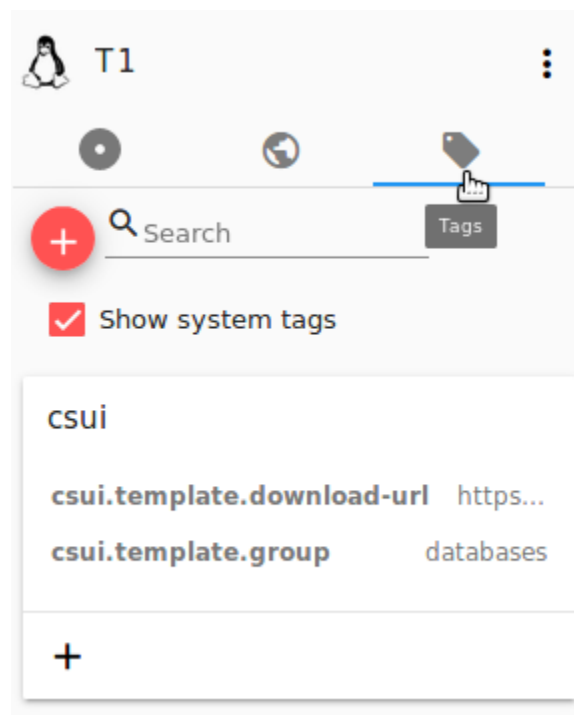 T1
Search
Tags
Show system tags
csui
csui.template.download-url https...
csui.template.group databases